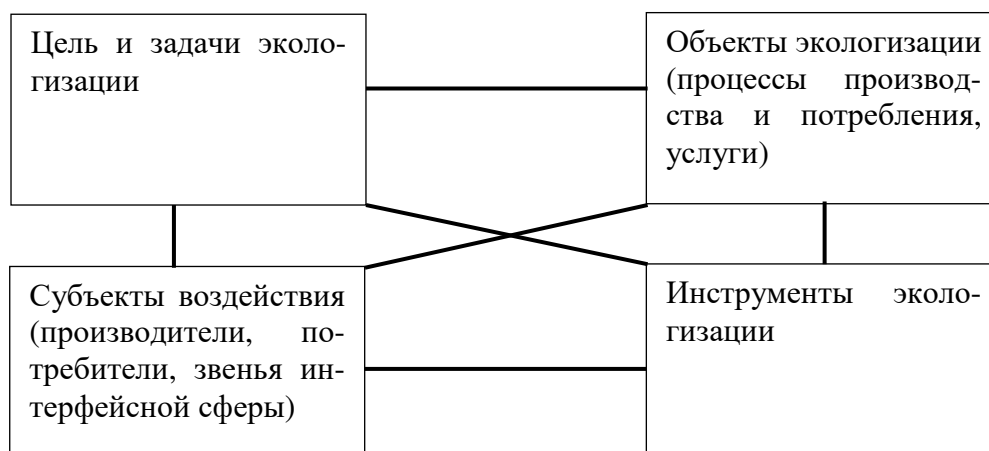 Цель и задачи эколо-
гизации
Объекты экологизации
(процессы производ-
ства и потребления,
услуги)
Субъекты воздействия
(производители, по-
требители, звенья ин-
терфейсной сферы)
Инструменты эколо-
гизации